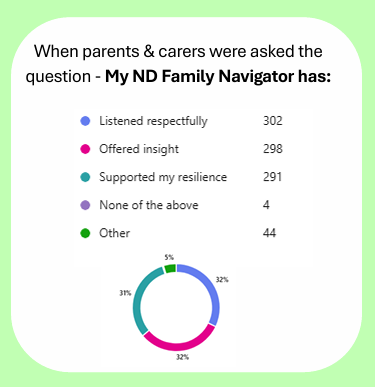 When parents & carers were asked the
question - My ND Family Navigator has:
Listened respectfully 302
Offered insight 298
Supported my resilience 291
None of the above 4
Other 44
5%
32%
31%
32%